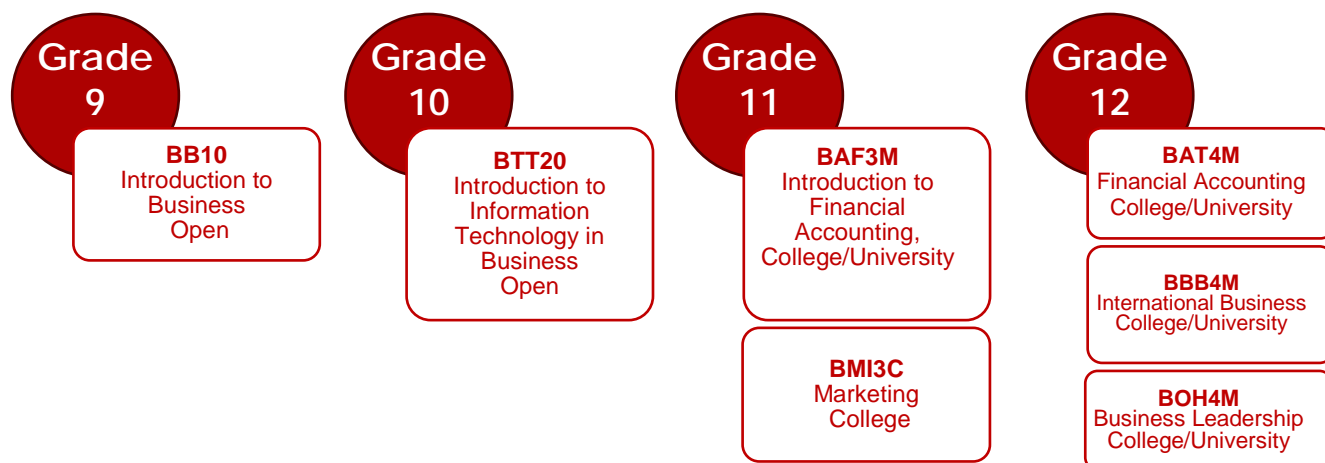 Grade
9
BB10
Introduction to
Business
Open
Grade
10
BTT20
Introduction to
Information
Technology in
Business
Open
Grade
11
BAF3M
Introduction to
Financial
Accounting,
College/University
BMI3C
Marketing
College
Grade
12
BAT4M
Financial Accounting
College/University
BBB4M
International Business
College/University
BOH4M
Business Leadership
College/University